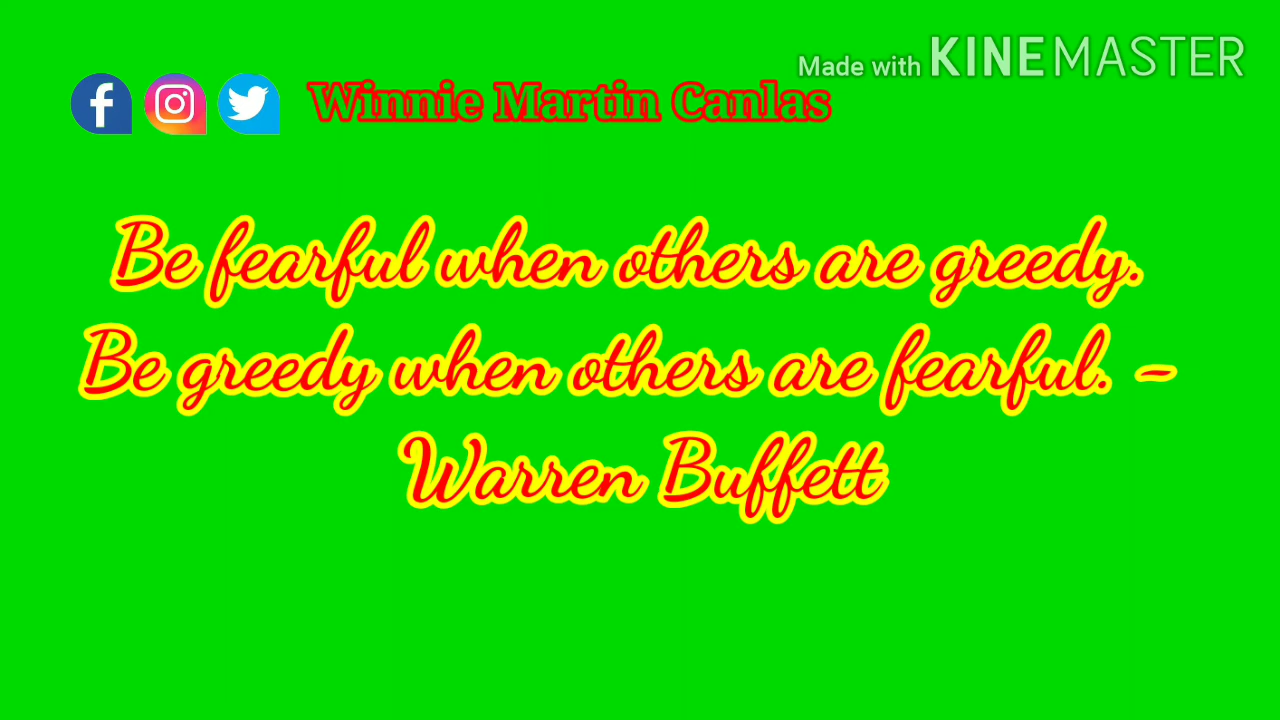 Made with KINEMASTER
Winnie Martin Canlas
Be fearful when others are greedy.
Be greedy when others are fearful. -
Warren Buffett